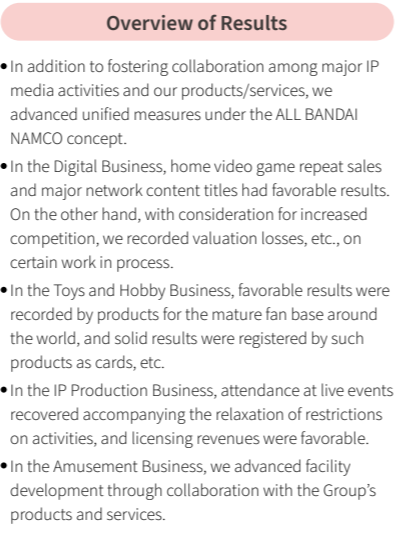 Overview of Results
• In addition to fostering collaboration among major IP
media activities and our products/services, we
advanced unified measures under the ALL BANDAI
NAMCO concept.
• In the Digital Business, home video game repeat sales
and major network content titles had favorable results.
On the other hand, with consideration for increased
competition, we recorded valuation losses, etc., on
certain work in process.
• In the Toys and Hobby Business, favorable results were
recorded by products for the mature fan base around
the world, and solid results were registered by such
products as cards, etc.
• In the IP Production Business, attendance at live events
recovered accompanying the relaxation of restrictions
on activities, and licensing revenues were favorable.
• In the Amusement Business, we advanced facility
development through collaboration with the Group’s
products and services.